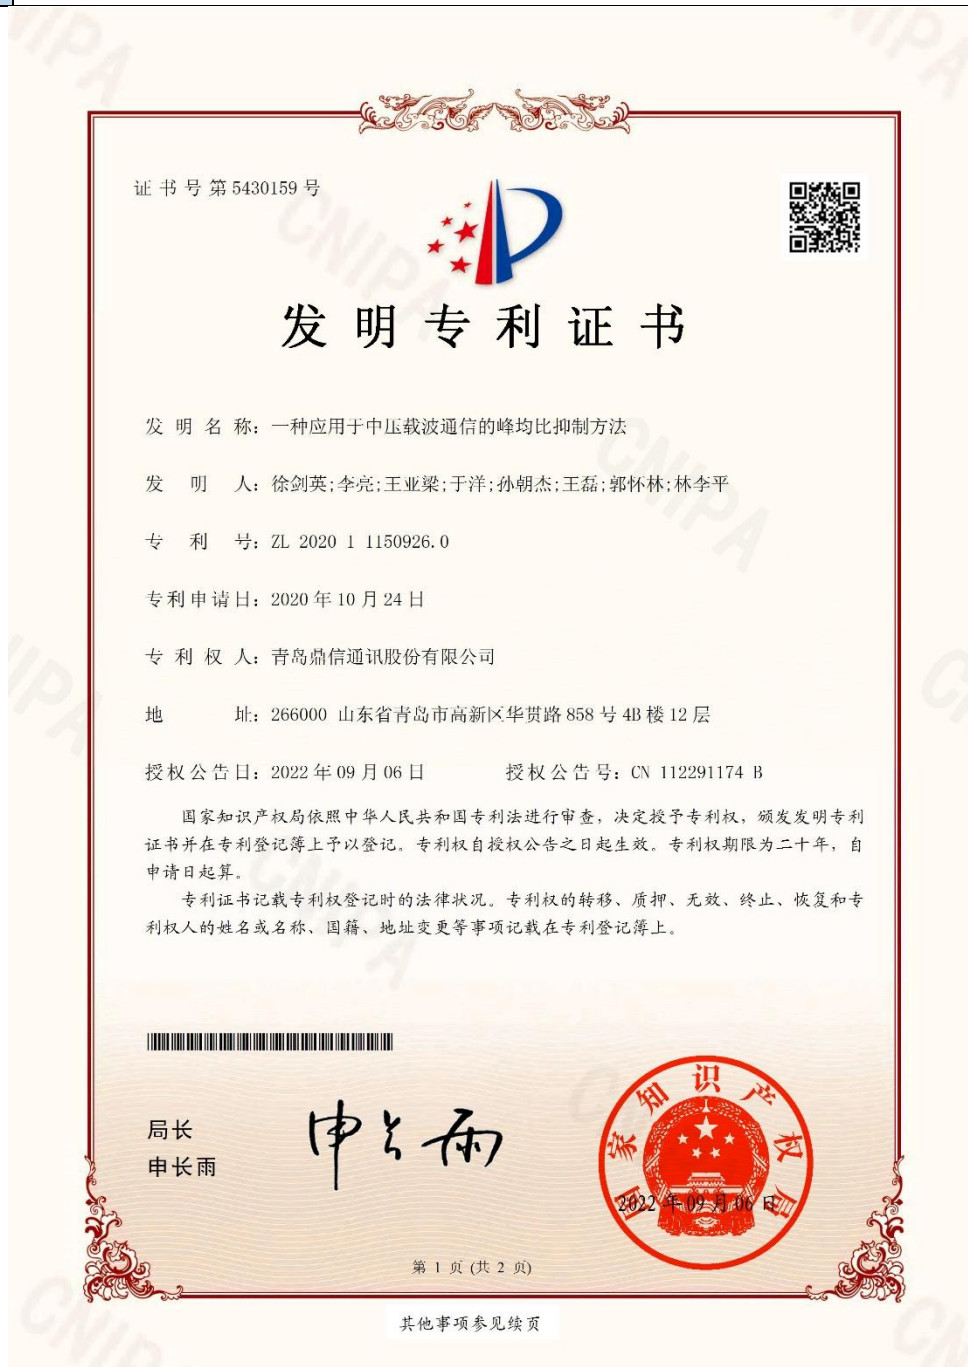 证书号第5430159号
发明专利证书
发明名称：一种应用于中压载波通信的峰均比抑制方法
发明人：徐剑英;李亮;王亚梁;于洋;孙朝杰;王磊;郭怀林;林李平
专利号：ZL 2020 1 1150926.0
专利申请日：2020年10月24日
专利权人：青岛鼎信通讯股份有限公司
地址：266000 山东省青岛市高新区华贯路858号4B楼12层
授权公告日：2022年09月06日 授权公告号：CN 112291174 B
国家知识产权局依照中华人民共和国专利法进行审查，决定授予专利权，颁发发明专利
证书并在专利登记簿上予以登记。专利权自授权公告之日起生效。专利权期限为二十年，自
申请日起算。
专利证书记载专利权登记时的法律状况。专利权的转移、质押、无效、终止、恢复和专
利权人的姓名或名称、国籍、地址变更等事项记载在专利登记簿上。
局长
申长雨
申长雨
国家知识产权局
2022年09月06日
第 1 页 (共 2 页)
其他事项参见续页
CNIPA